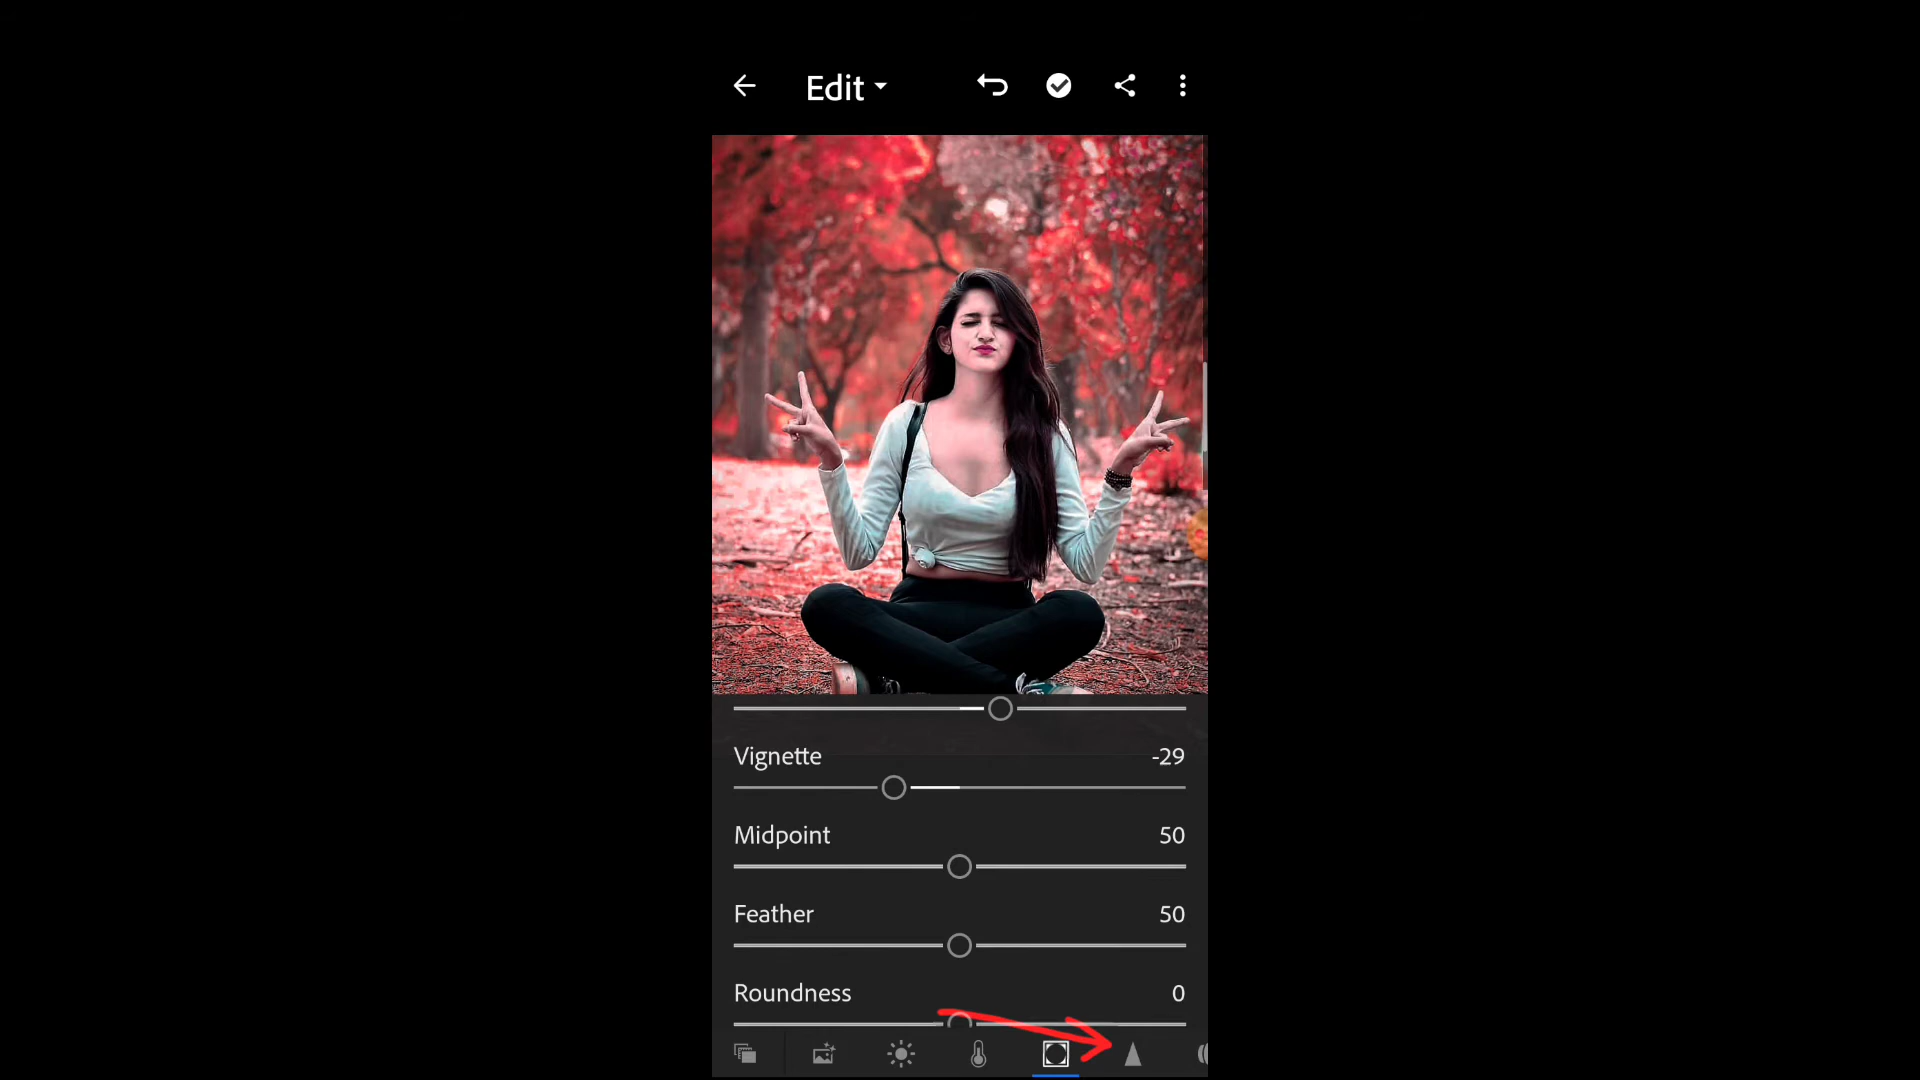 Edit
Vignette -29
Midpoint 50
Feather 50
Roundness 0